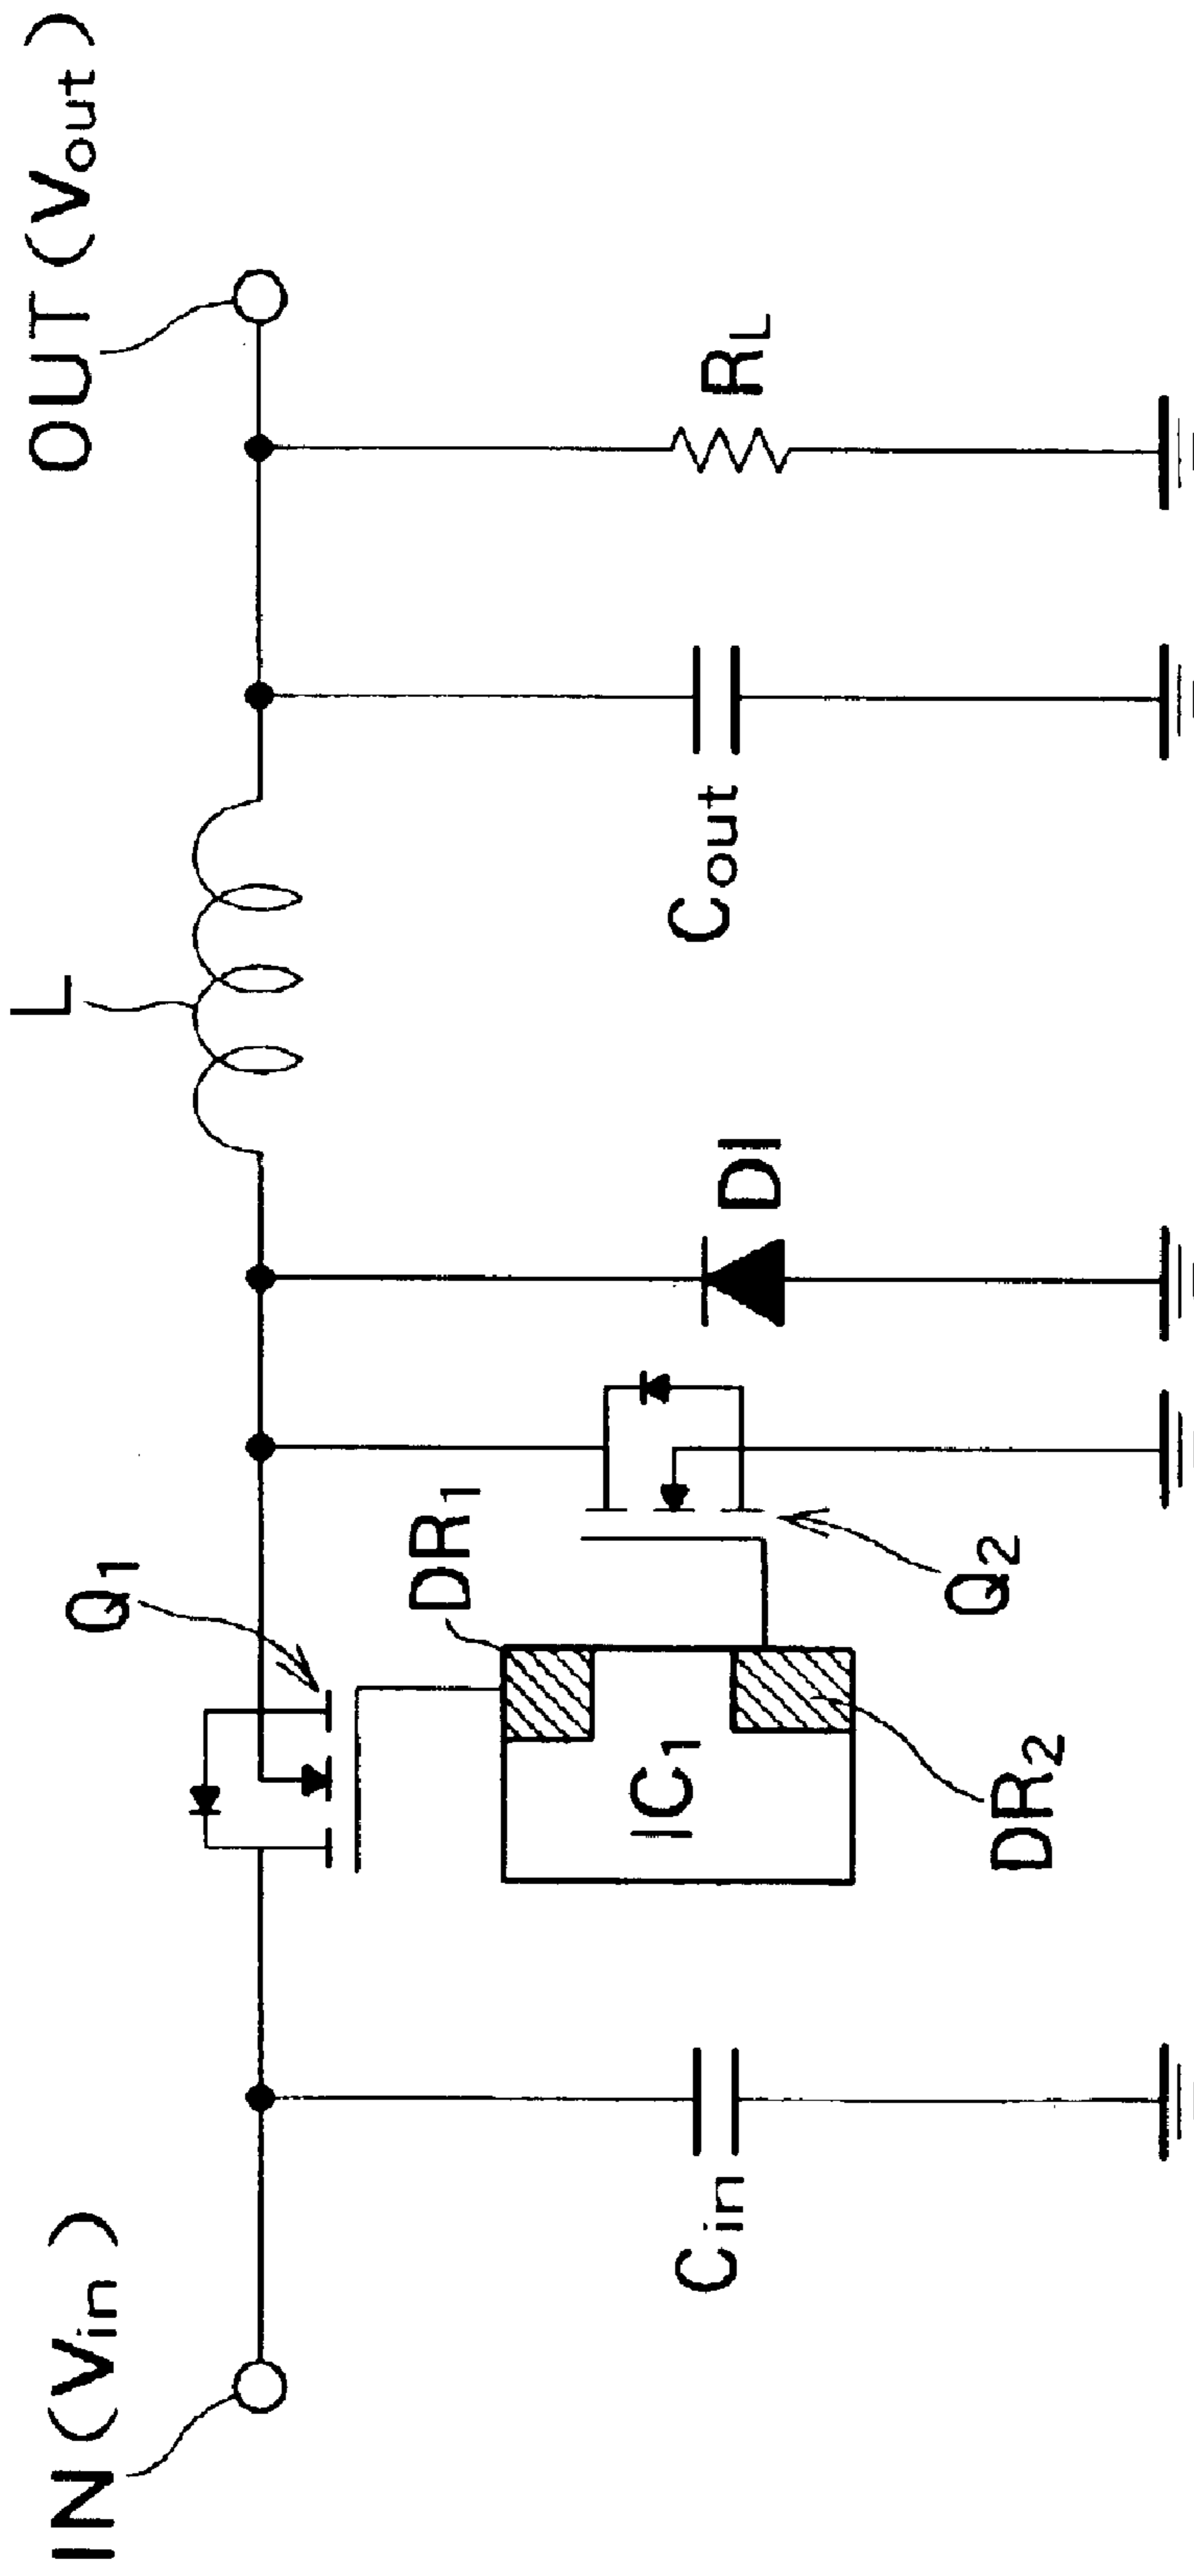 IN(Vin)
OUT(Vout)
L
Q1
DR1
IC1
Q2
DR2
DI
Cin
Cout
RL